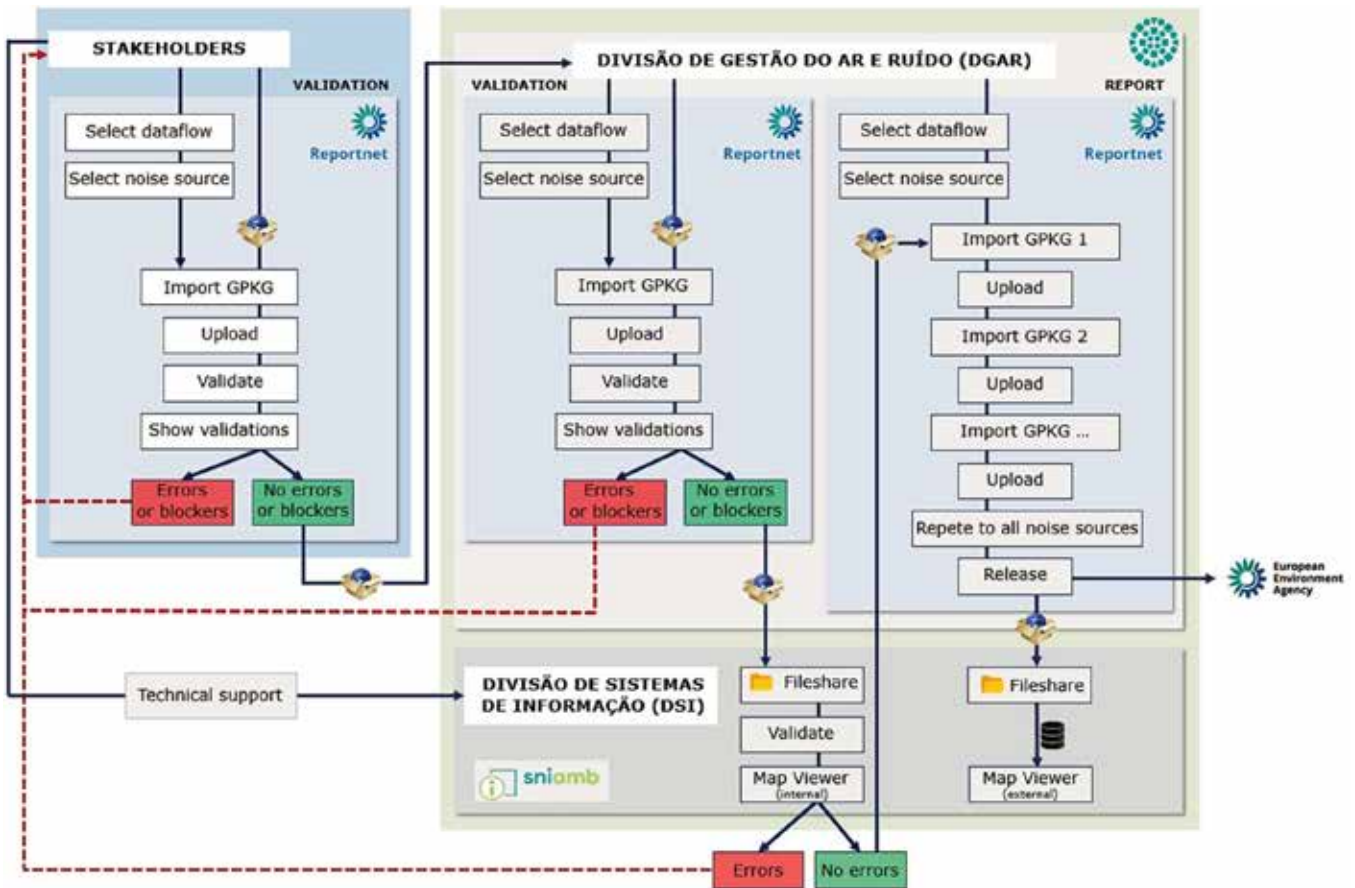 STAKEHOLDERS
VALIDATION
Reportnet
Select dataflow
Select noise source
Import GPKG
Upload
Validate
Show validations
Errors
or blockers
No errors
or blockers
DIVISÃO DE GESTÃO DO AR E RUÍDO (DGAR)
VALIDATION
Reportnet
Select dataflow
Select noise source
Import GPKG
Upload
Validate
Show validations
Errors
or blockers
No errors
or blockers
REPORT
Reportnet
Select dataflow
Select noise source
Import GPKG 1
Upload
Import GPKG 2
Upload
Import GPKG ...
Upload
Repete to all noise sources
Release
European
Environment
Agency
Technical support
DIVISÃO DE SISTEMAS
DE INFORMAÇÃO (DSI)
sniamb
Fileshare
Validate
Map Viewer
(internal)
Fileshare
Map Viewer
(external)
Errors
No errors